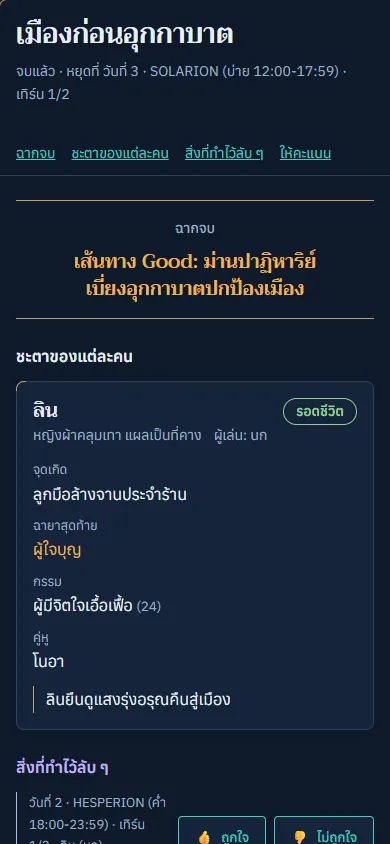 เมืองก่อนอุกกาบาต
จบแล้ว · หยุดที่ วันที่ 3 · SOLARION (บ่าย 12:00-17:59) ·
เทิร์น 1/2
ฉากจบ ชะตาของแต่ละคน สิ่งที่ทำไว้ลับ ๆ ให้คะแนน
ฉากจบ
เส้นทาง Good: ม่านปาฏิหาริย์
เบี่ยงอุกกาบาตปกป้องเมือง
ชะตาของแต่ละคน
ลิน
รอดชีวิต
หญิงผ้าคลุมเทา แผลเป็นที่คาง ผู้เล่น: นก
จุดเกิด
ลูกมือล้างจานประจำร้าน
ฉายาสุดท้าย
ผู้ใจบุญ
กรรม
ผู้มีจิตใจเอื้อเฟื้อ (24)
คู่หู
โนอา
ลินยืนดูแสงรุ่งอรุณคืนสู่เมือง
สิ่งที่ทำไว้ลับ ๆ
วันที่ 2 · HESPERION (ค่ำ
18:00-23:59) · เทิร์น
👍 ถูกใจ
👎 ไม่ถูกใจ